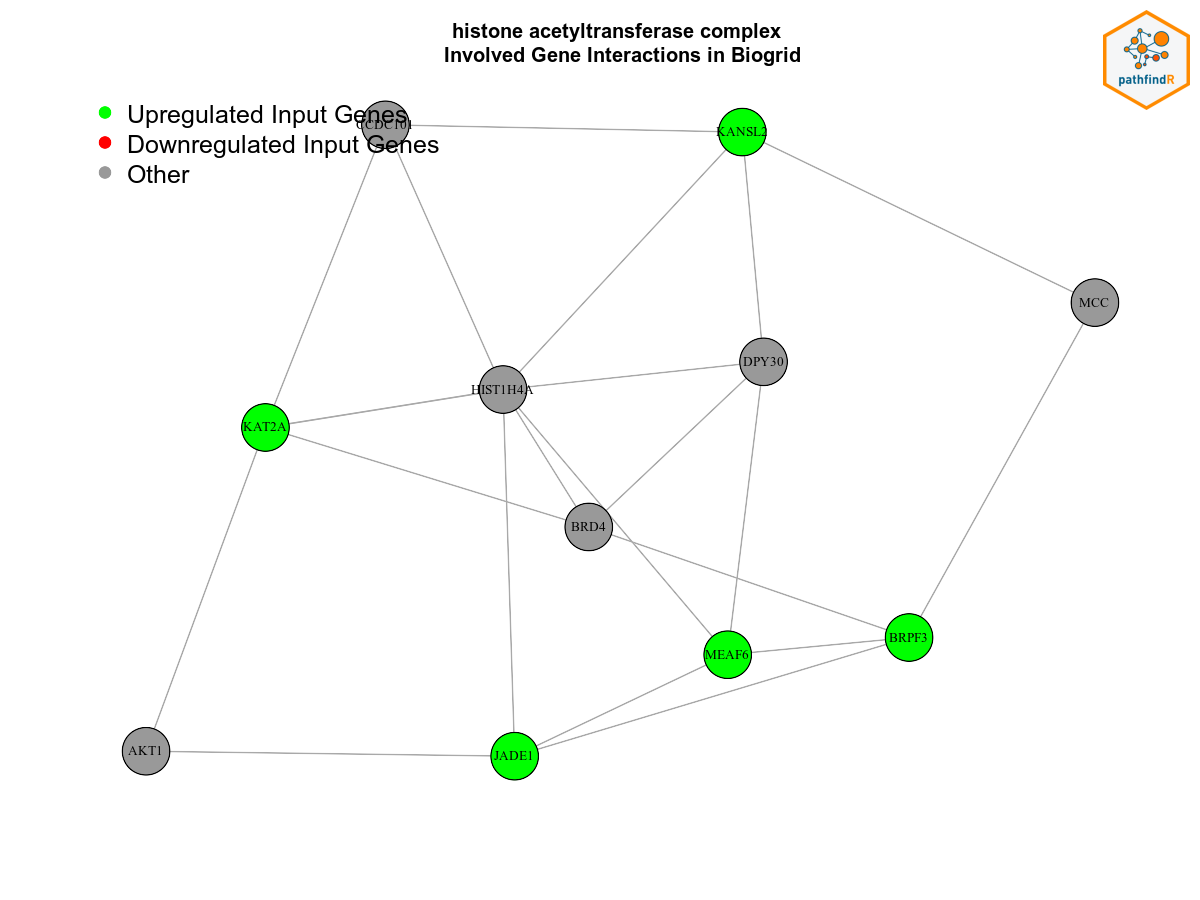 histone acetyltransferase complex
Involved Gene Interactions in Biogrid
pathfindR
Upregulated Input Genes
Downregulated Input Genes
Other
CCDC101
KANSL2
MCC
DPY30
HIST1H4A
KAT2A
BRD4
BRPF3
MEAF6
AKT1
JADE1